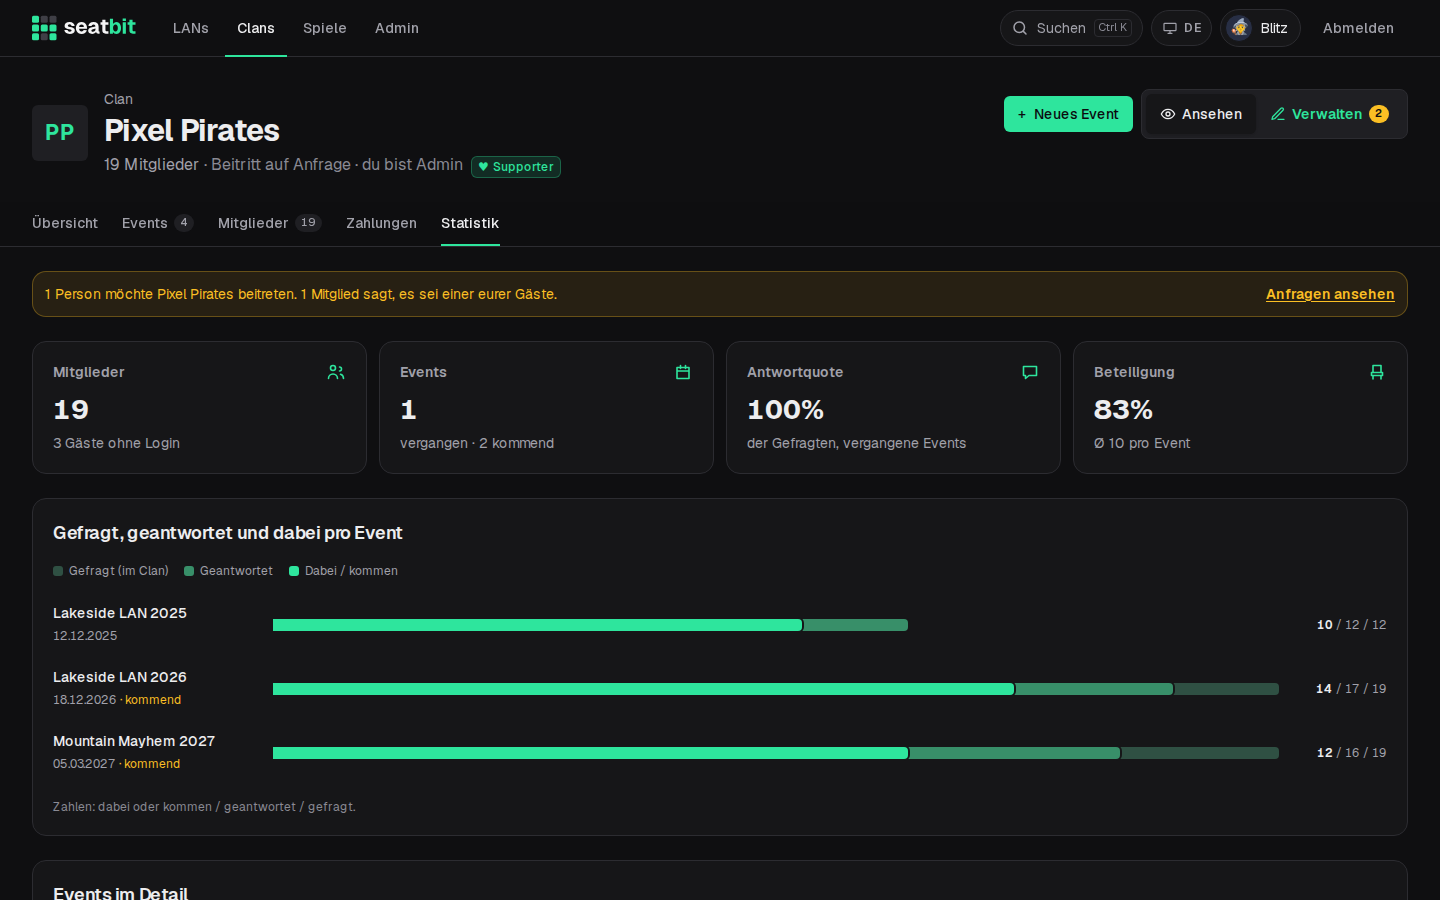 seatbit
LANs
Clans
Spiele
Admin
Suchen Ctrl K
DE
Blitz
Abmelden
PP
Clan
Pixel Pirates
19 Mitglieder · Beitritt auf Anfrage · du bist Admin
♥ Supporter
+ Neues Event
Ansehen
Verwalten 2
Übersicht
Events 4
Mitglieder 19
Zahlungen
Statistik
1 Person möchte Pixel Pirates beitreten. 1 Mitglied sagt, es sei einer eurer Gäste.
Anfragen ansehen
Mitglieder
19
3 Gäste ohne Login
Events
1
vergangen · 2 kommend
Antwortquote
100%
der Gefragten, vergangene Events
Beteiligung
83%
Ø 10 pro Event
Gefragt, geantwortet und dabei pro Event
Gefragt (im Clan)
Geantwortet
Dabei / kommen
Lakeside LAN 2025
12.12.2025
10 / 12 / 12
Lakeside LAN 2026
18.12.2026 · kommend
14 / 17 / 19
Mountain Mayhem 2027
05.03.2027 · kommend
12 / 16 / 19
Zahlen: dabei oder kommen / geantwortet / gefragt.
Events im Detail